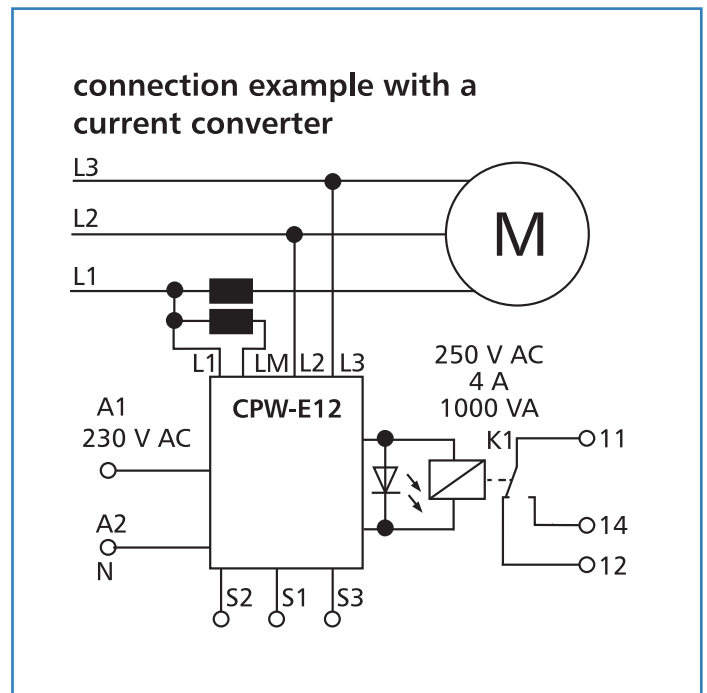 connection example with a
current converter
L3
L2
L1
M
L1 LM L2 L3
CPW-E12
A1
230 V AC
A2
N
S2 S1 S3
250 V AC
4 A
1000 VA
K1
11
14
12